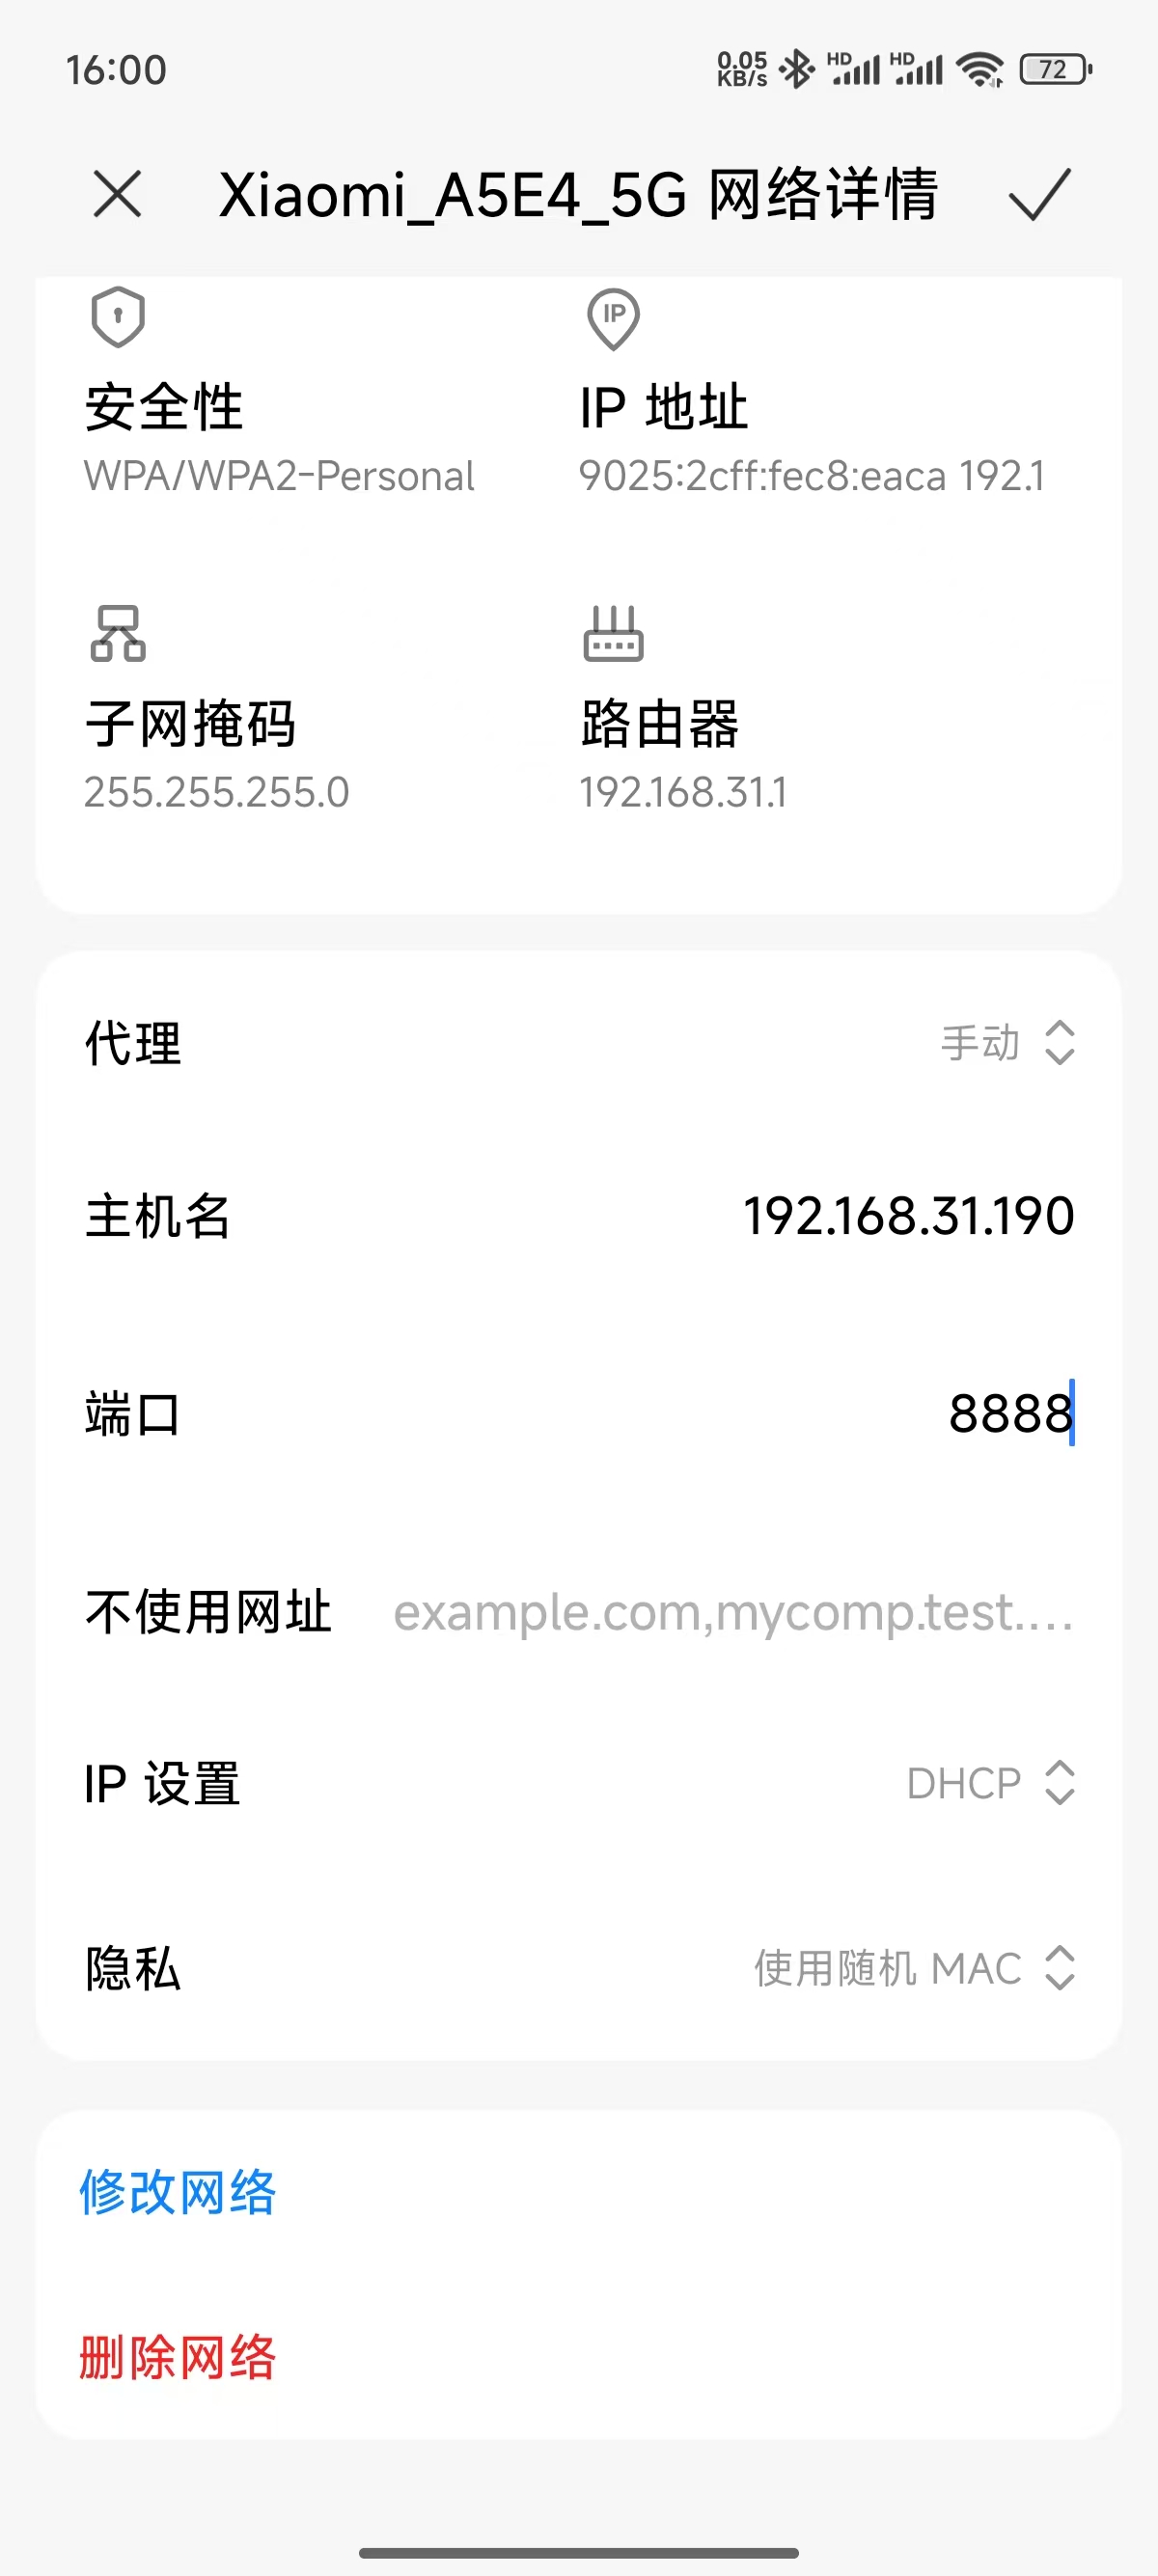 16:00 0.05 KB/s HD HD 72
Xiaomi_A5E4_5G 网络详情
IP
安全性 IP 地址
WPA/WPA2-Personal 9025:2cff:fec8:eaca 192.1
子网掩码 路由器
255.255.255.0 192.168.31.1
代理 手动
主机名 192.168.31.190
端口 8888
不使用网址 example.com,mycomp.test....
IP 设置 DHCP
隐私 使用随机 MAC
修改网络
删除网络